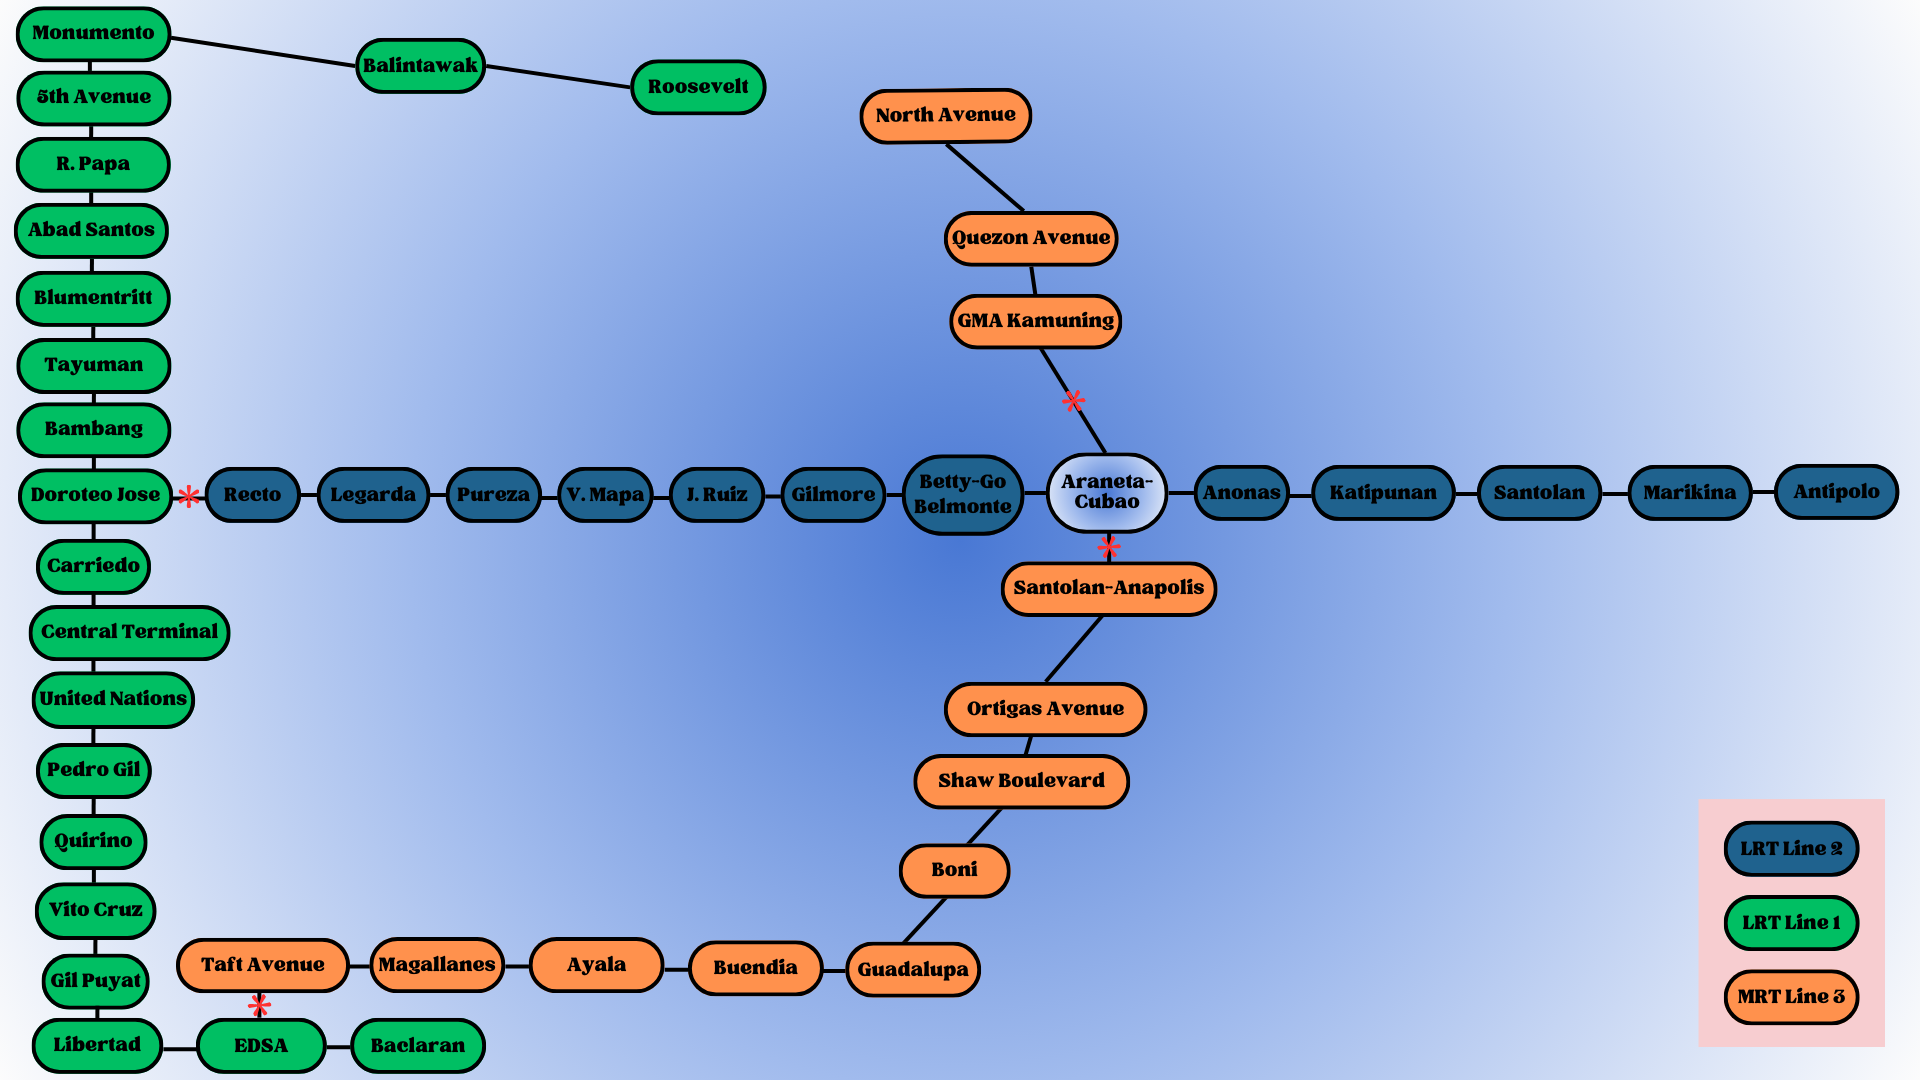 Monumento
Balintawak
Roosevelt
5th Avenue
North Avenue
R. Papa
Abad Santos
Quezon Avenue
Blumentritt
GMA Kamuning
Tayuman
Bambang
Doroteo Jose
Recto
Legarda
Pureza
V. Mapa
J. Ruiz
Gilmore
Betty-Go
Belmonte
Araneta-
Cubao
Anonas
Katipunan
Santolan
Marikina
Antipolo
Carriedo
Santolan-Anapolis
Central Terminal
United Nations
Ortigas Avenue
Pedro Gil
Shaw Boulevard
Quirino
Boni
Vito Cruz
Taft Avenue
Magallanes
Ayala
Buendia
Guadalupa
Gil Puyat
Libertad
EDSA
Baclaran
LRT Line 2
LRT Line 1
MRT Line 3